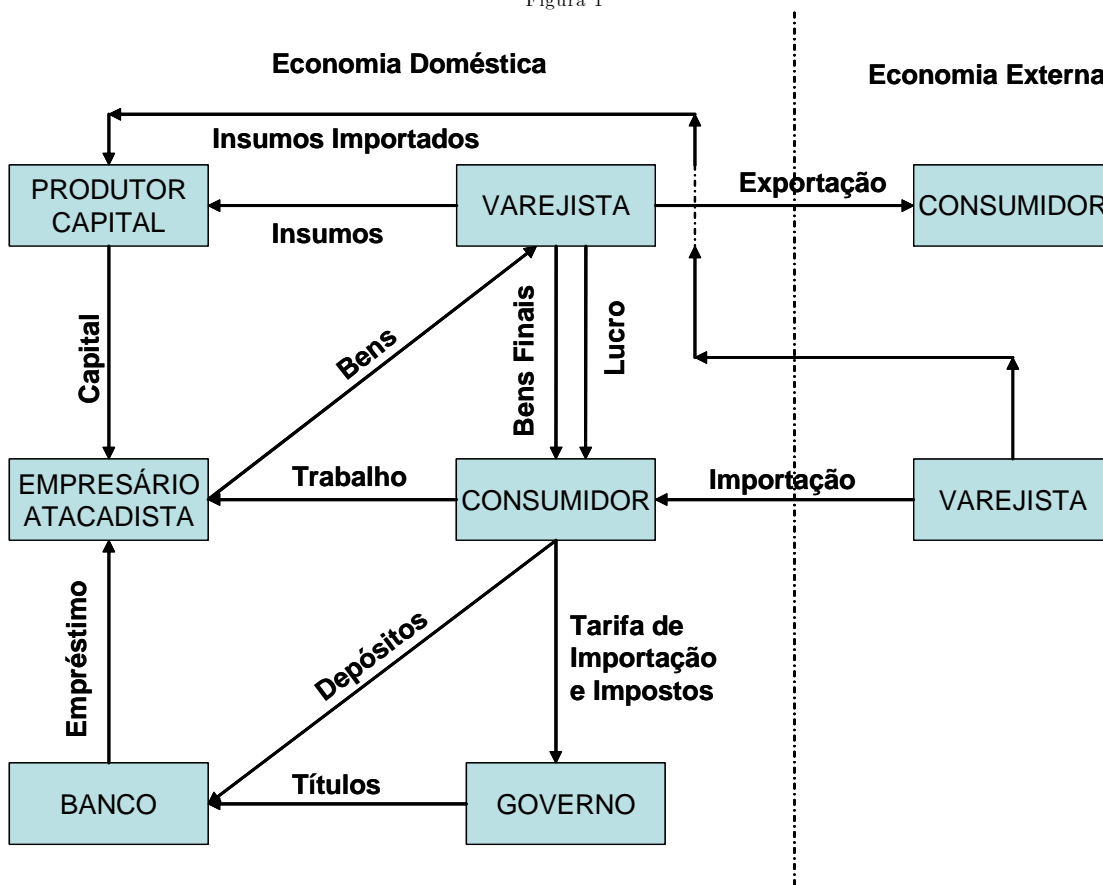 Figura 1
Economia Doméstica
Economia Externa
Insumos Importados
PRODUTOR
CAPITAL
VAREJISTA
Exportação
CONSUMIDOR
Insumos
Capital
Bens
Bens Finais
Lucro
EMPRESÁRIO
ATACADISTA
Trabalho
CONSUMIDOR
Importação
VAREJISTA
Empréstimo
Depósitos
Tarifa de
Importação
e Impostos
BANCO
Títulos
GOVERNO